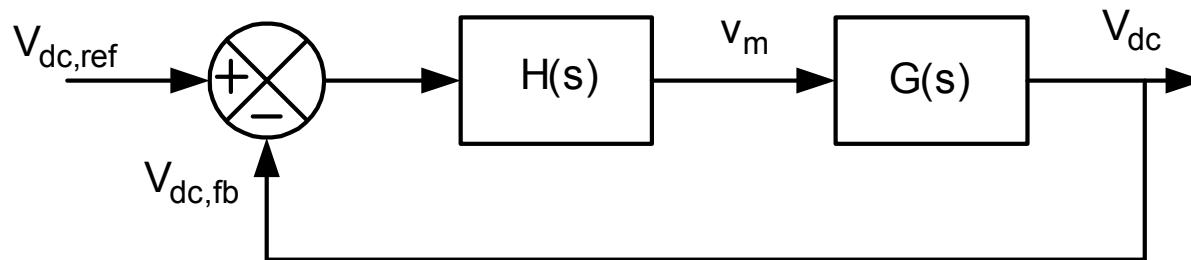 V_dc,ref
+
−
V_dc,fb
H(s)
v_m
G(s)
V_dc